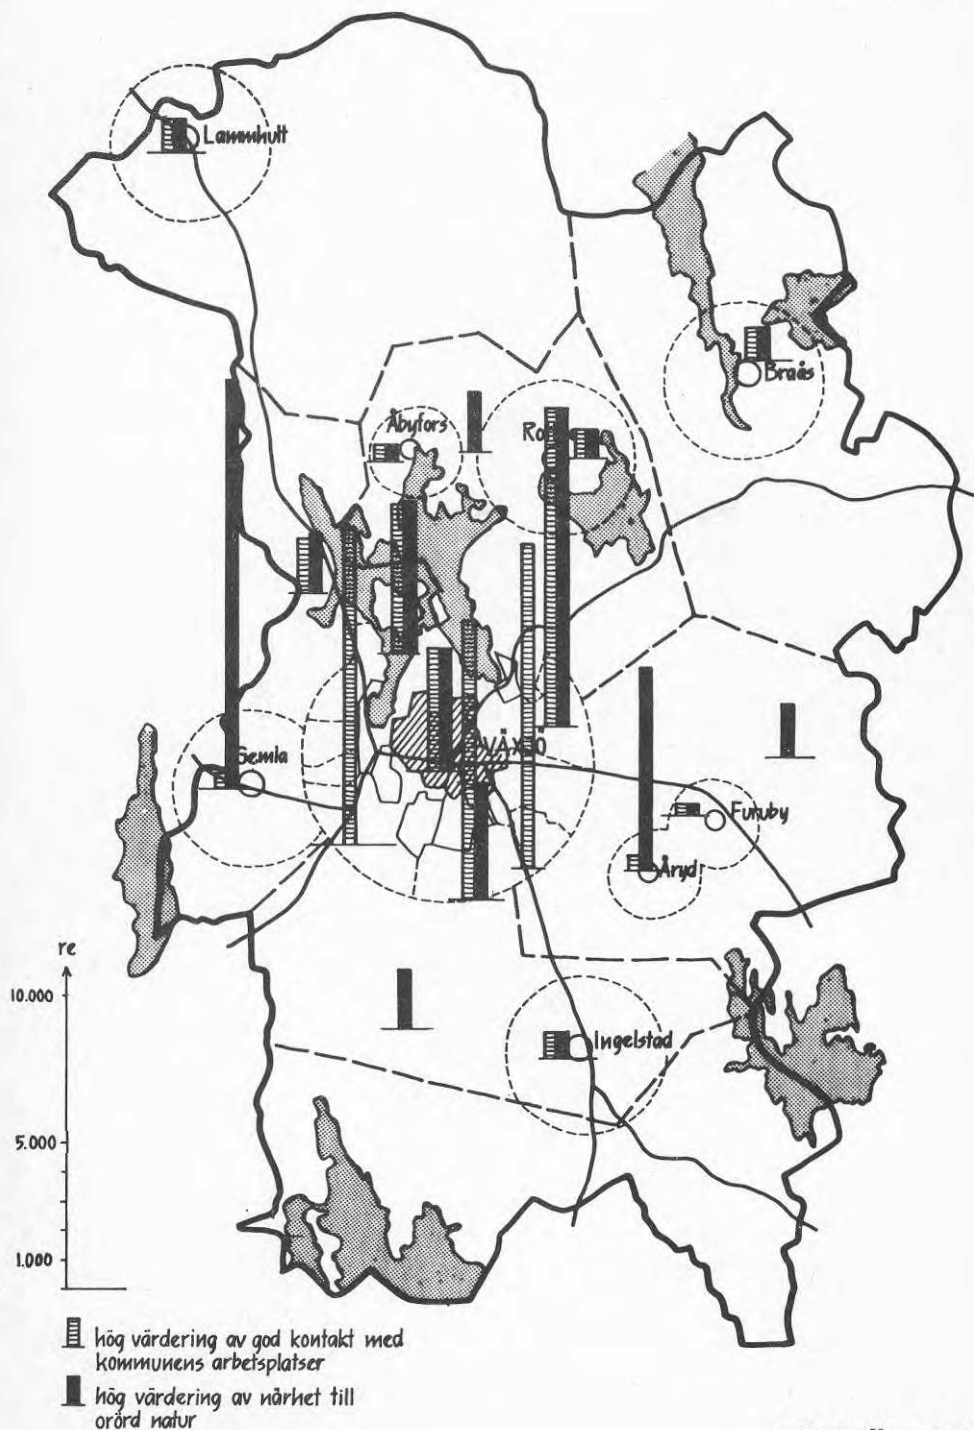 Lammhult
Braås
Åbyfors
Ro
VÄXJÖ
Gemla
Furuby
Åryd
Ingelstad
re
10.000
5.000
1.000
hög värdering av god kontakt med
kommunens arbetsplatser
hög värdering av närhet till
orörd natur